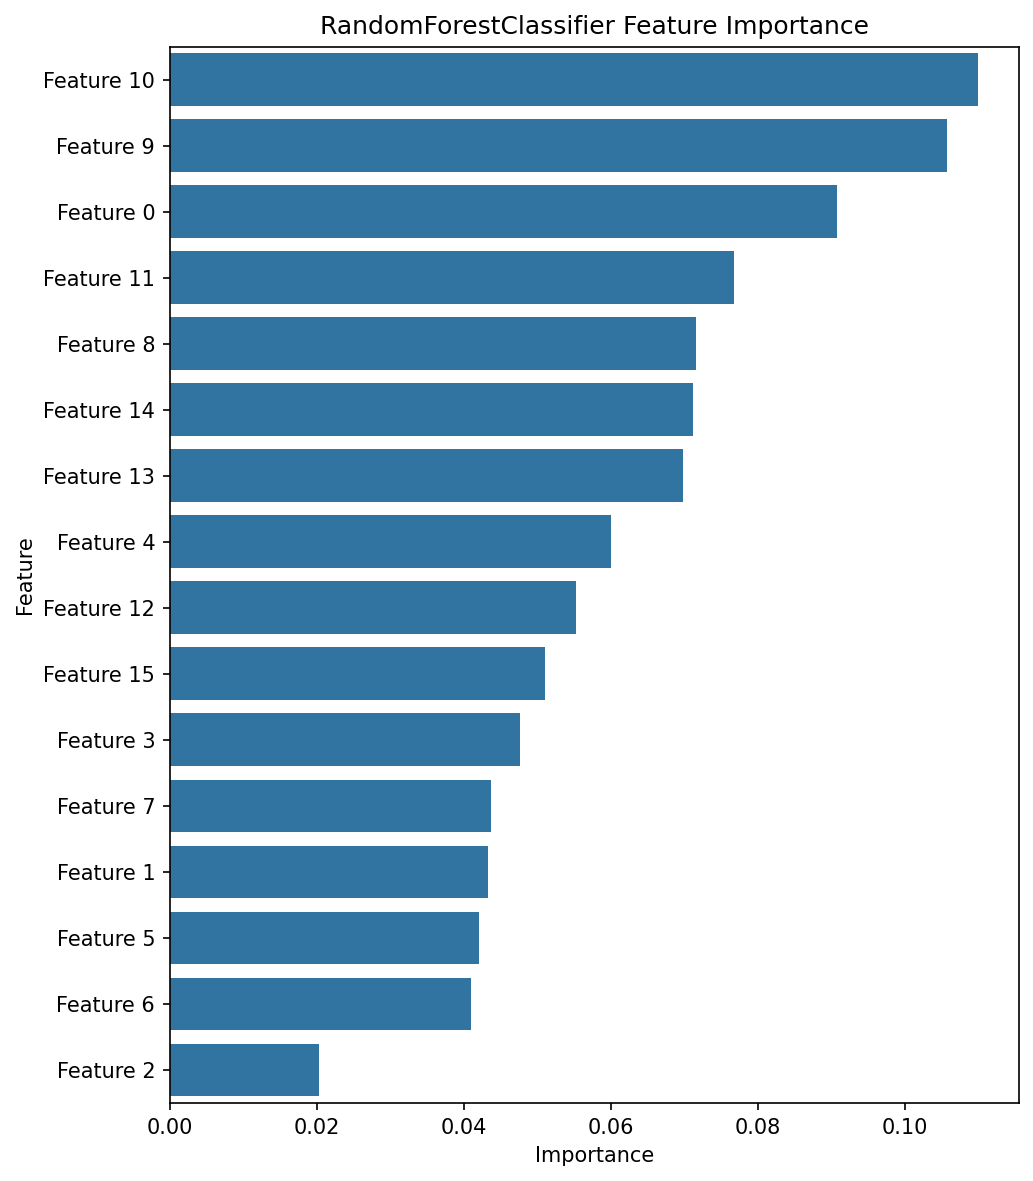 RandomForestClassifier Feature Importance
Feature 10
Feature 9
Feature 0
Feature 11
Feature 8
Feature 14
Feature 13
Feature 4
Feature 12
Feature 15
Feature 3
Feature 7
Feature 1
Feature 5
Feature 6
Feature 2
Feature
0.00 0.02 0.04 0.06 0.08 0.10
Importance